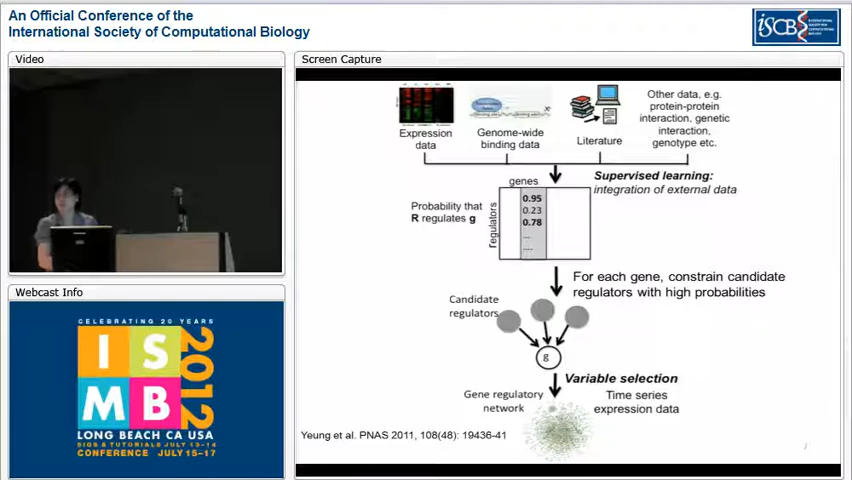 An Official Conference of the
International Society of Computational Biology
iSCB
Video
Screen Capture
Expression
data
Genome-wide
binding data
Literature
Other data, e.g.
protein-protein
interaction, genetic
interaction,
genotype etc.
Supervised learning:
integration of external data
genes
Probability that
R regulates g
regulators
0.95
0.23
0.78
...
....
For each gene, constrain candidate
regulators with high probabilities
Candidate
regulators
g
Variable selection
Gene regulatory
network
Time series
expression data
Yeung et al. PNAS 2011, 108(48): 19436-41
Webcast Info
CELEBRATING 20 YEARS
ISMB
2012
LONG BEACH CA USA
SIGS & TUTORIALS JULY 13-14
CONFERENCE JULY 15-17